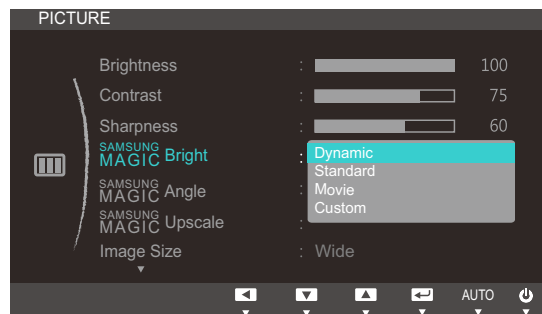 PICTURE
Brightness : 100
Contrast : 75
Sharpness : 60
SAMSUNG MAGIC Bright : Dynamic
Standard
SAMSUNG MAGIC Angle : Movie
Custom
SAMSUNG MAGIC Upscale :
Image Size : Wide
AUTO